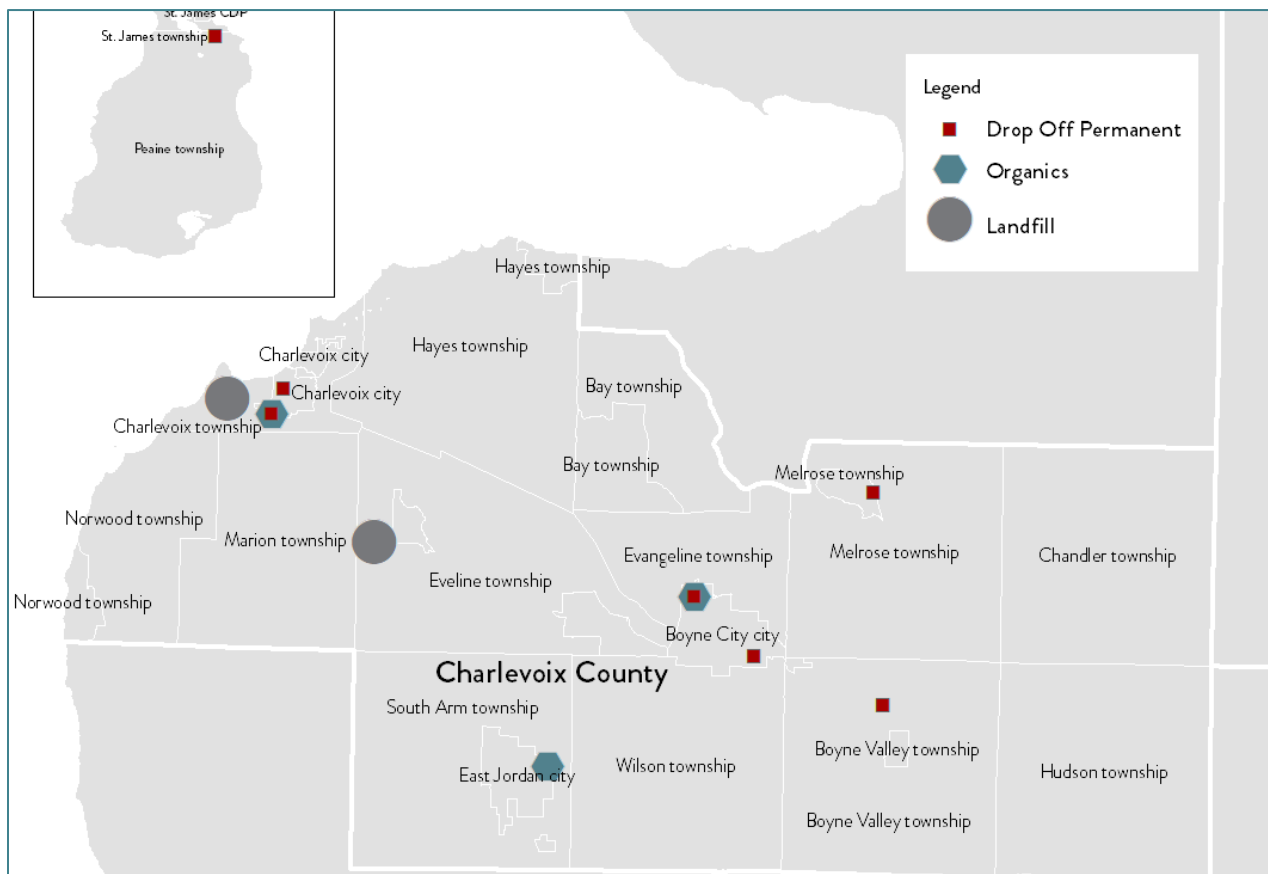 St. James CDP
St. James township
Peaine township
Legend
Drop Off Permanent
Organics
Landfill
Hayes township
Hayes township
Charlevoix city
Charlevoix city
Charlevoix township
Bay township
Bay township
Melrose township
Melrose township
Norwood township
Marion township
Evangeline township
Chandler township
Eveline township
Norwood township
Boyne City city
Charlevoix County
South Arm township
Boyne Valley township
East Jordan city
Wilson township
Hudson township
Boyne Valley township